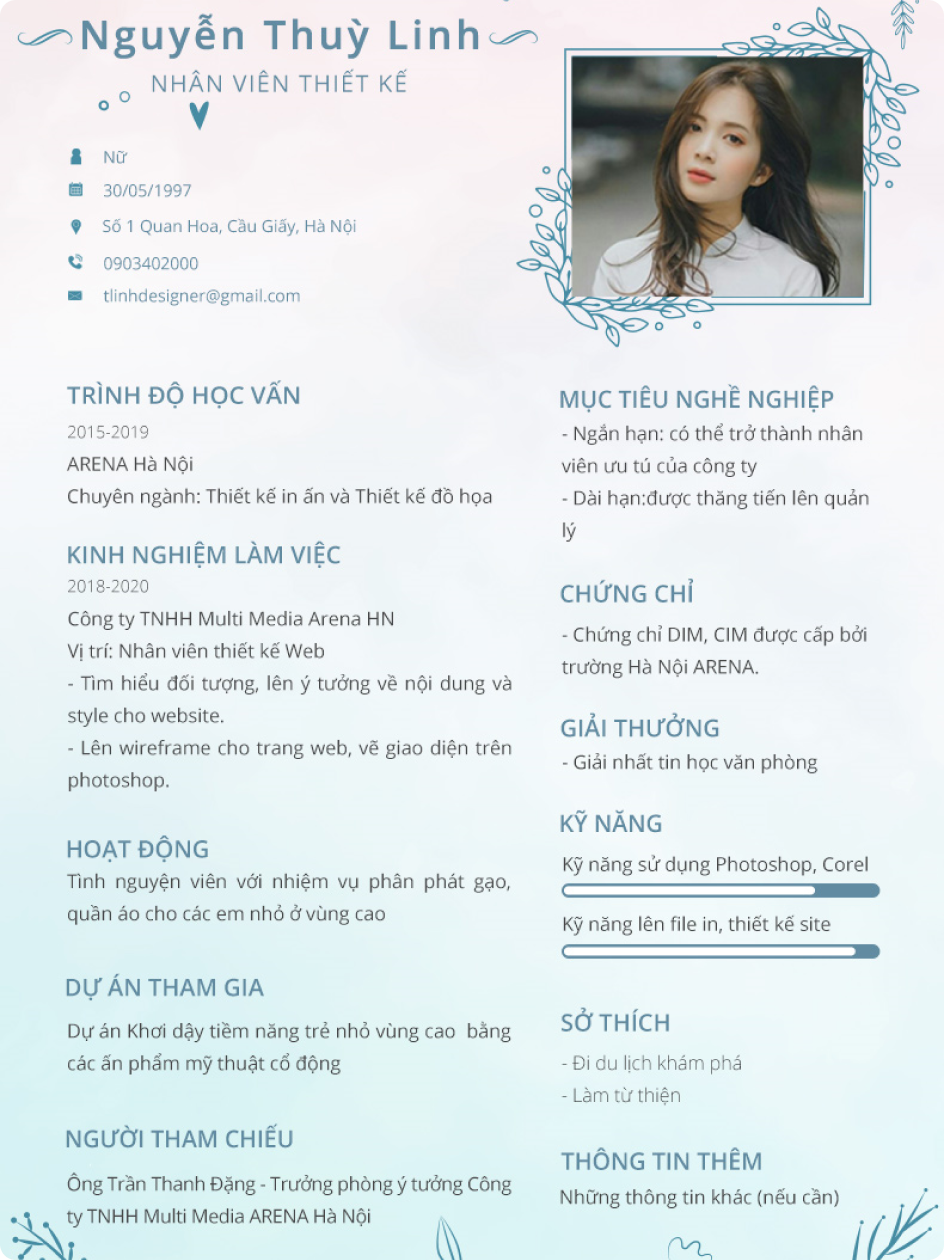 Nguyễn Thuỳ Linh
NHÂN VIÊN THIẾT KẾ
Nữ
30/05/1997
Số 1 Quan Hoa, Cầu Giấy, Hà Nội
0903402000
tlinhdesigner@gmail.com
TRÌNH ĐỘ HỌC VẤN
2015-2019
ARENA Hà Nội
Chuyên ngành: Thiết kế in ấn và Thiết kế đồ họa
KINH NGHIỆM LÀM VIỆC
2018-2020
Công ty TNHH Multi Media Arena HN
Vị trí: Nhân viên thiết kế Web
- Tìm hiểu đối tượng, lên ý tưởng về nội dung và
style cho website.
- Lên wireframe cho trang web, vẽ giao diện trên
photoshop.
HOẠT ĐỘNG
Tình nguyện viên với nhiệm vụ phân phát gạo,
quần áo cho các em nhỏ ở vùng cao
DỰ ÁN THAM GIA
Dự án Khơi dậy tiềm năng trẻ nhỏ vùng cao bằng
các ấn phẩm mỹ thuật cổ động
NGƯỜI THAM CHIẾU
Ông Trần Thanh Đặng - Trưởng phòng ý tưởng Công
ty TNHH Multi Media ARENA Hà Nội
MỤC TIÊU NGHỀ NGHIỆP
- Ngắn hạn: có thể trở thành nhân
viên ưu tú của công ty
- Dài hạn:được thăng tiến lên quản
lý
CHỨNG CHỈ
- Chứng chỉ DIM, CIM được cấp bởi
trường Hà Nội ARENA.
GIẢI THƯỞNG
- Giải nhất tin học văn phòng
KỸ NĂNG
Kỹ năng sử dụng Photoshop, Corel
Kỹ năng lên file in, thiết kế site
SỞ THÍCH
- Đi du lịch khám phá
- Làm từ thiện
THÔNG TIN THÊM
Những thông tin khác (nếu cần)